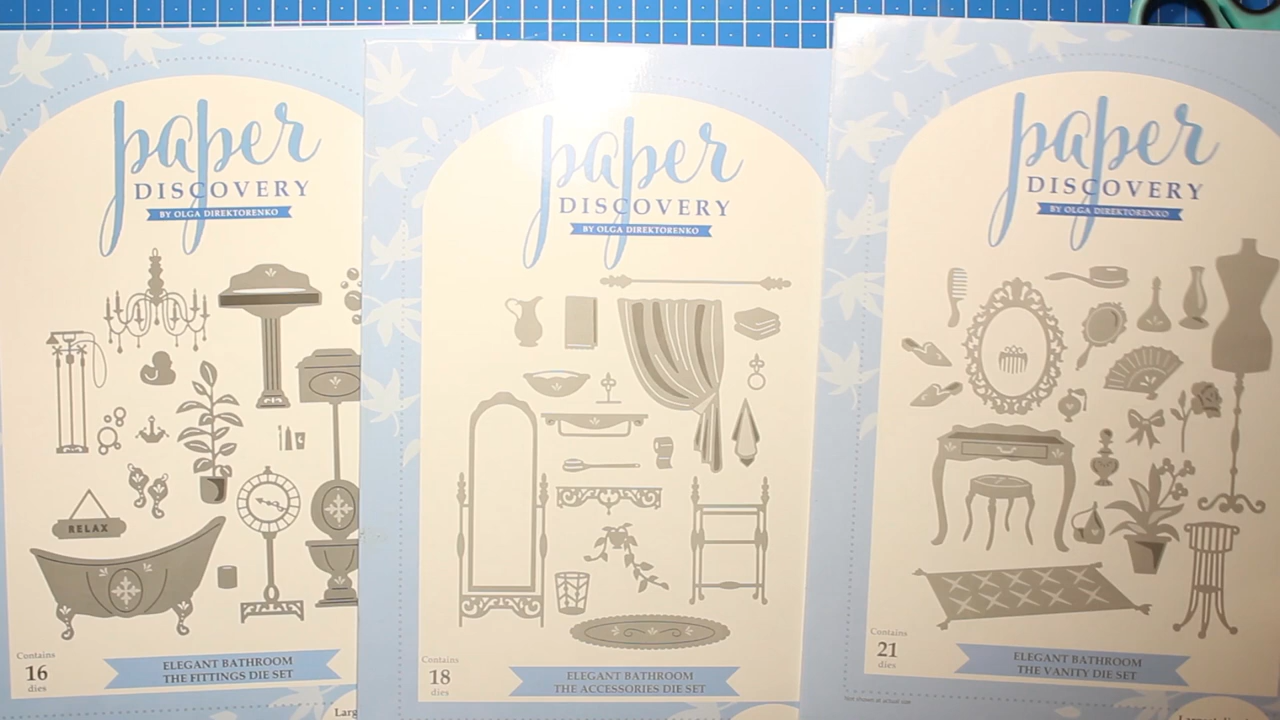 paper
DISCOVERY
BY OLGA DIREKTORENKO
RELAX
Contains
16
dies
ELEGANT BATHROOM
THE FITTINGS DIE SET
Larg
paper
DISCOVERY
BY OLGA DIREKTORENKO
Contains
18
dies
ELEGANT BATHROOM
THE ACCESSORIES DIE SET
paper
DISCOVERY
BY OLGA DIREKTORENKO
Contains
21
dies
ELEGANT BATHROOM
THE VANITY DIE SET